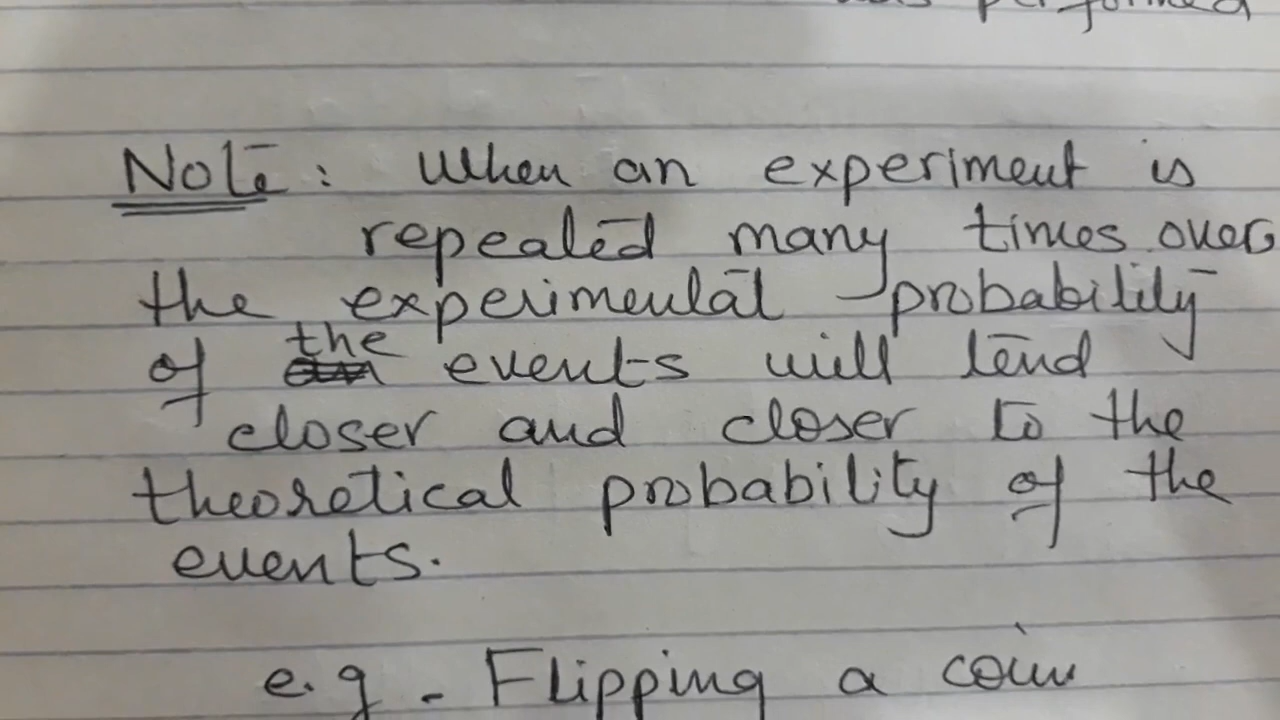 performed
Note: When an experiment is
repeated many times over
the experimental probability
of the events will tend
closer and closer to the
theoretical probability of the
events.
e.g - Flipping a coin